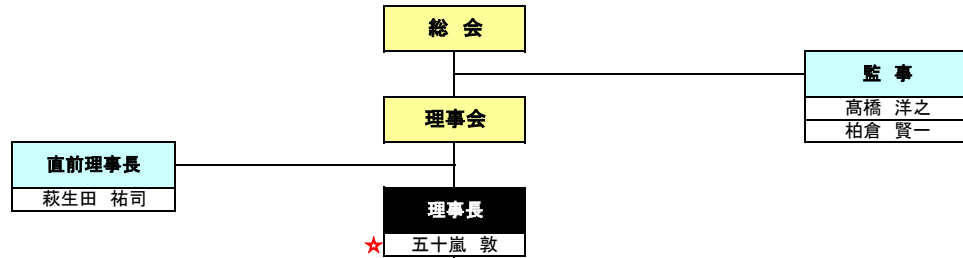 総 会
監 事
髙橋 洋之
柏倉 賢一
理事会
直前理事長
萩生田 祐司
理事長
☆ 五十嵐 敦